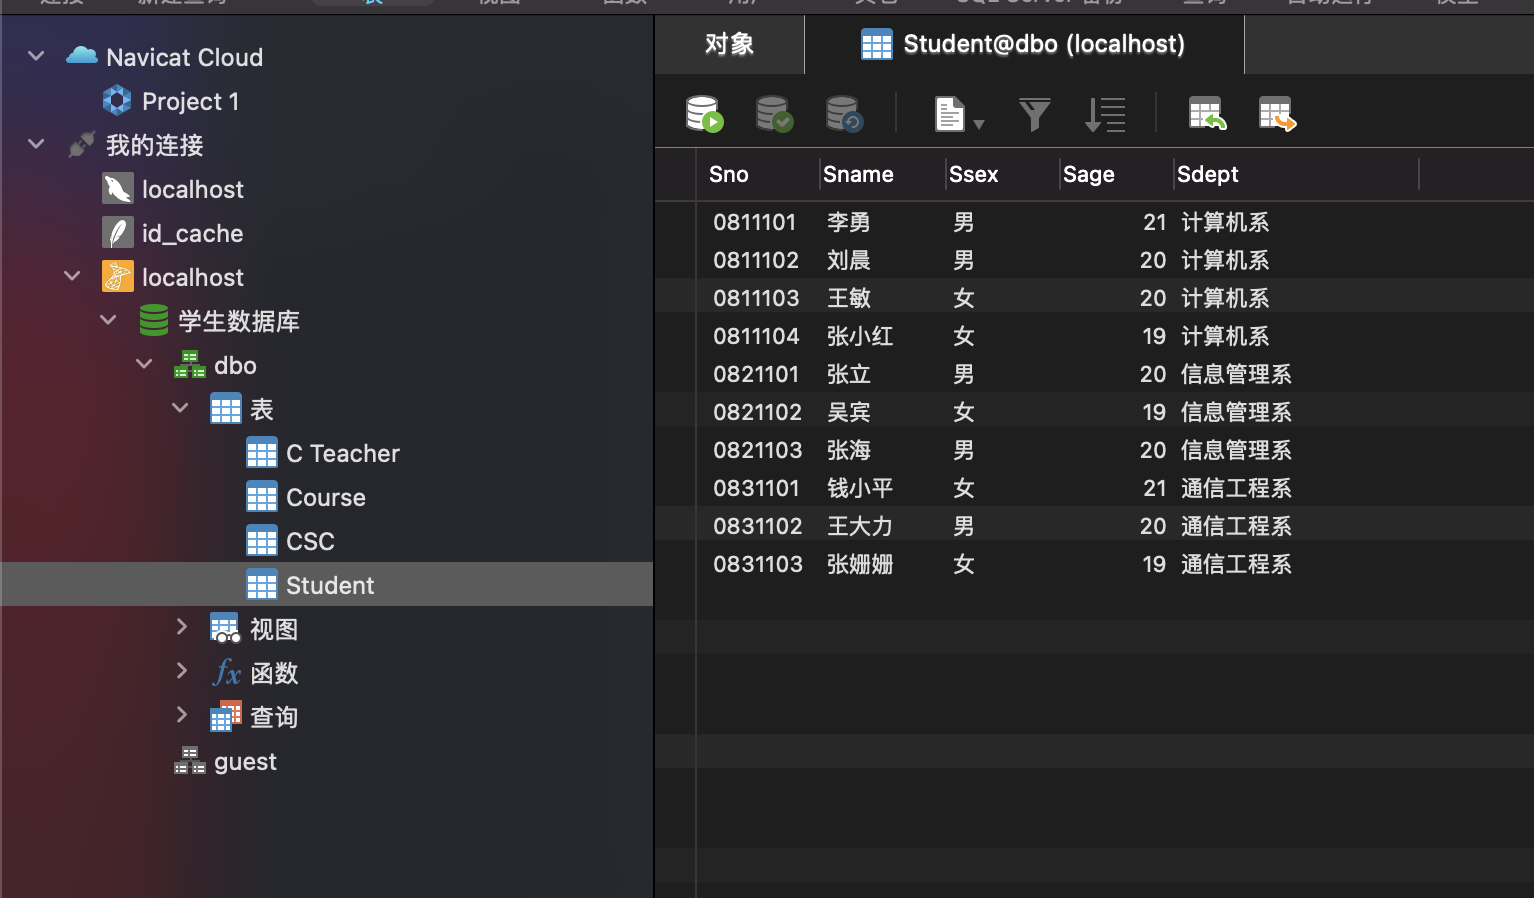 Navicat Cloud
Project 1
我的连接
localhost
id_cache
localhost
学生数据库
dbo
表
C Teacher
Course
CSC
Student
视图
函数
查询
guest
对象
Student@dbo (localhost)
Sno Sname Ssex Sage Sdept
0811101 李勇 男 21 计算机系
0811102 刘晨 男 20 计算机系
0811103 王敏 女 20 计算机系
0811104 张小红 女 19 计算机系
0821101 张立 男 20 信息管理系
0821102 吴宾 女 19 信息管理系
0821103 张海 男 20 信息管理系
0831101 钱小平 女 21 通信工程系
0831102 王大力 男 20 通信工程系
0831103 张姗姗 女 19 通信工程系